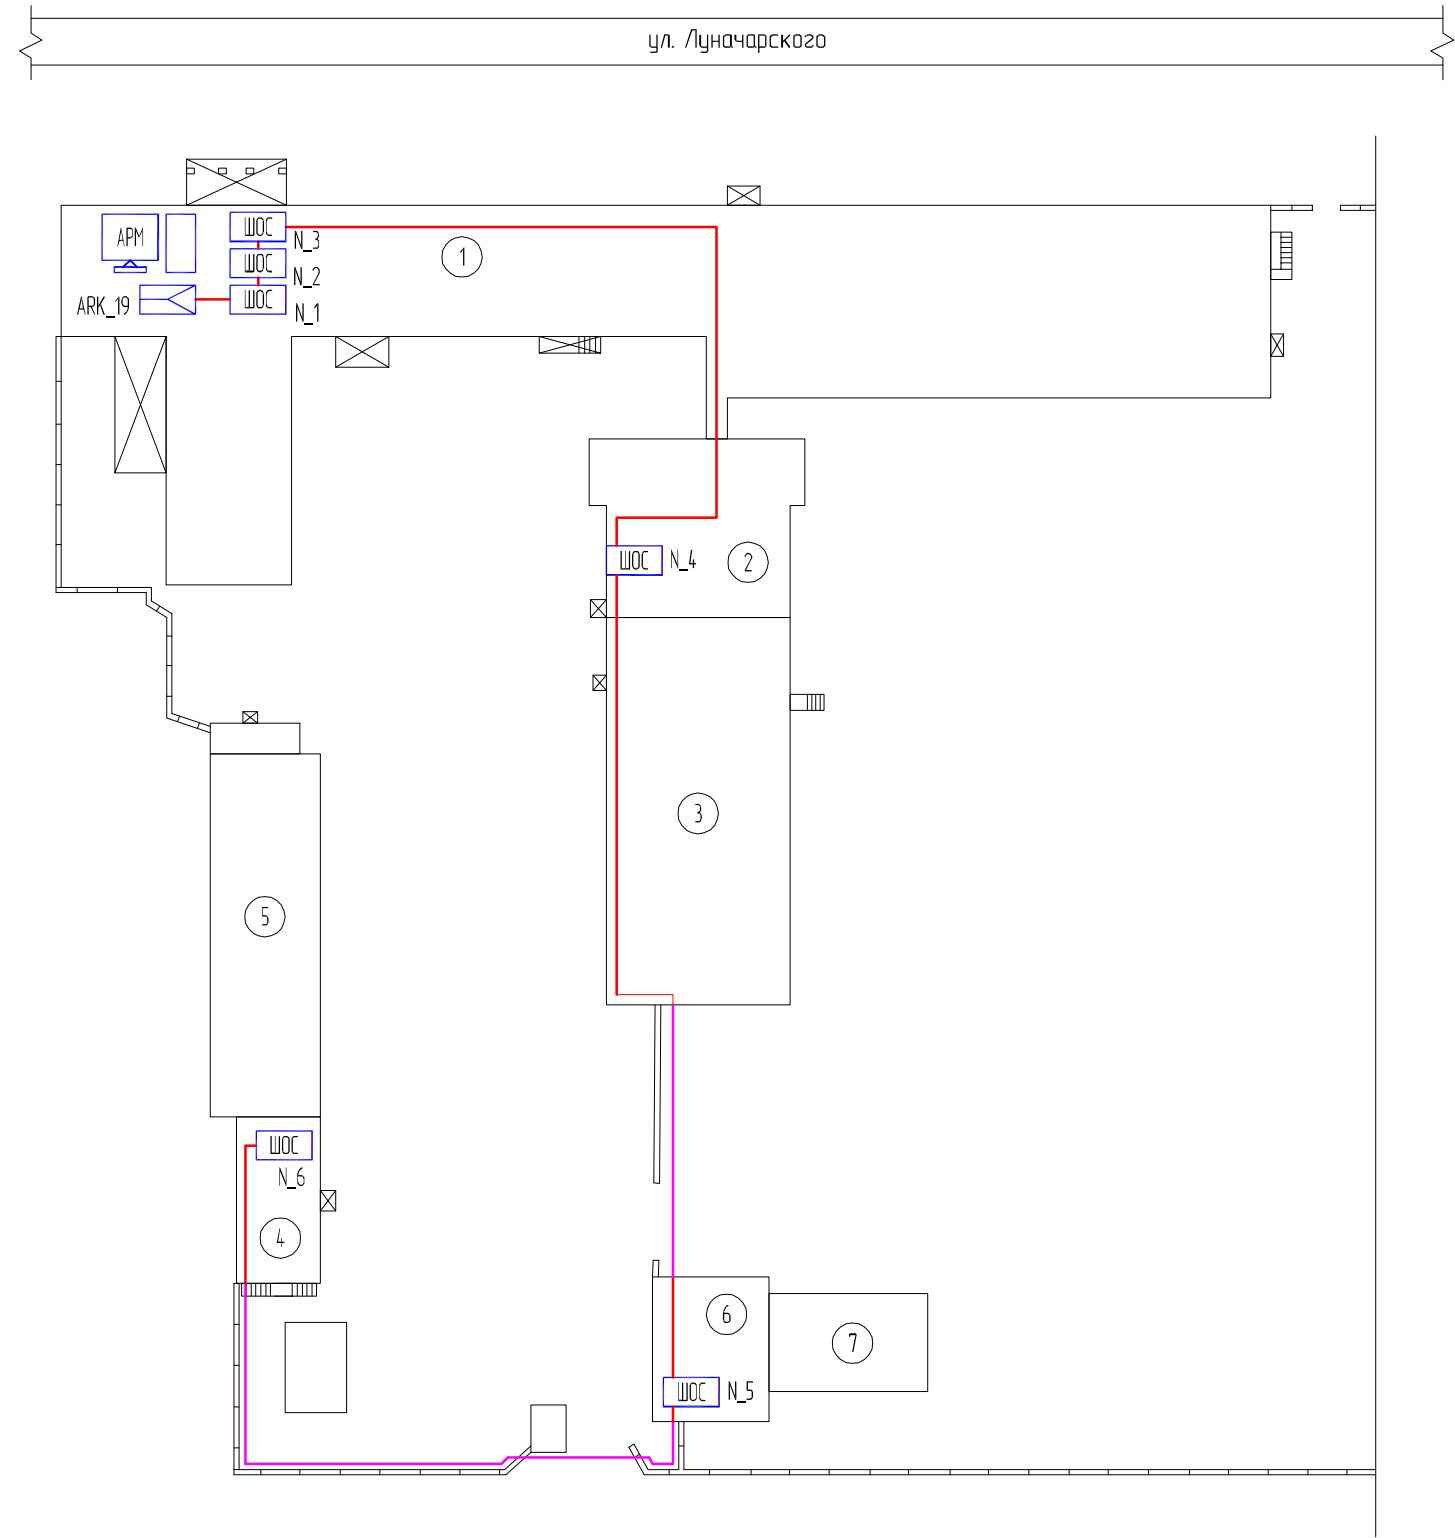 ул. Луначарского
АРМ
ШОС
N_3
1
ШОС
N_2
ARK_19
ШОС
N_1
ШОС
N_4
2
3
5
ШОС
N_6
4
6
7
ШОС
N_5